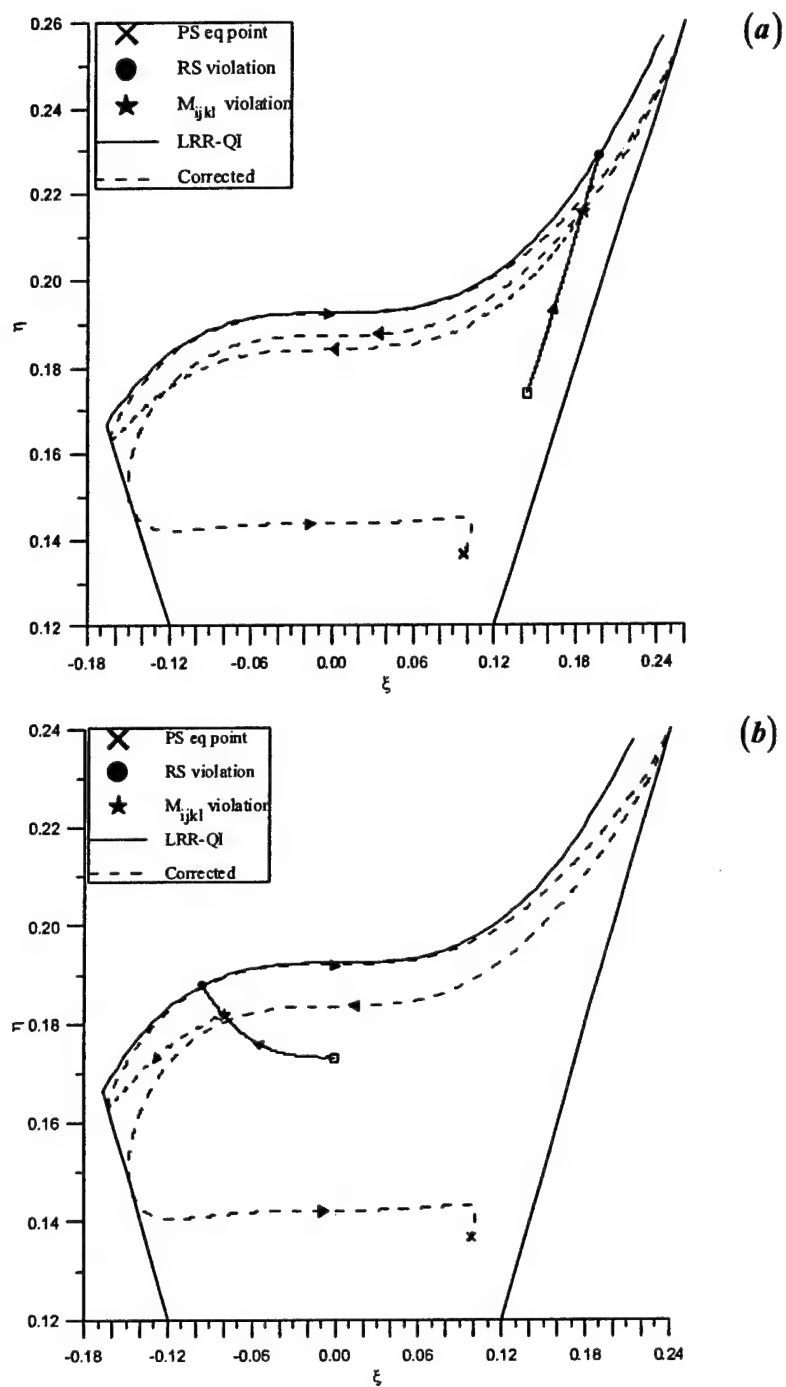 (a)
PS eq point
RS violation
M_ijkl violation
LRR-QI
Corrected
0.26
0.24
0.22
0.20
0.18
0.16
0.14
0.12
η
-0.18
-0.12
-0.06
0.00
0.06
0.12
0.18
0.24
ξ
(b)
PS eq point
RS violation
M_ijkl violation
LRR-QI
Corrected
0.24
0.22
0.20
0.18
0.16
0.14
0.12
η
-0.18
-0.12
-0.06
0.00
0.06
0.12
0.18
0.24
ξ